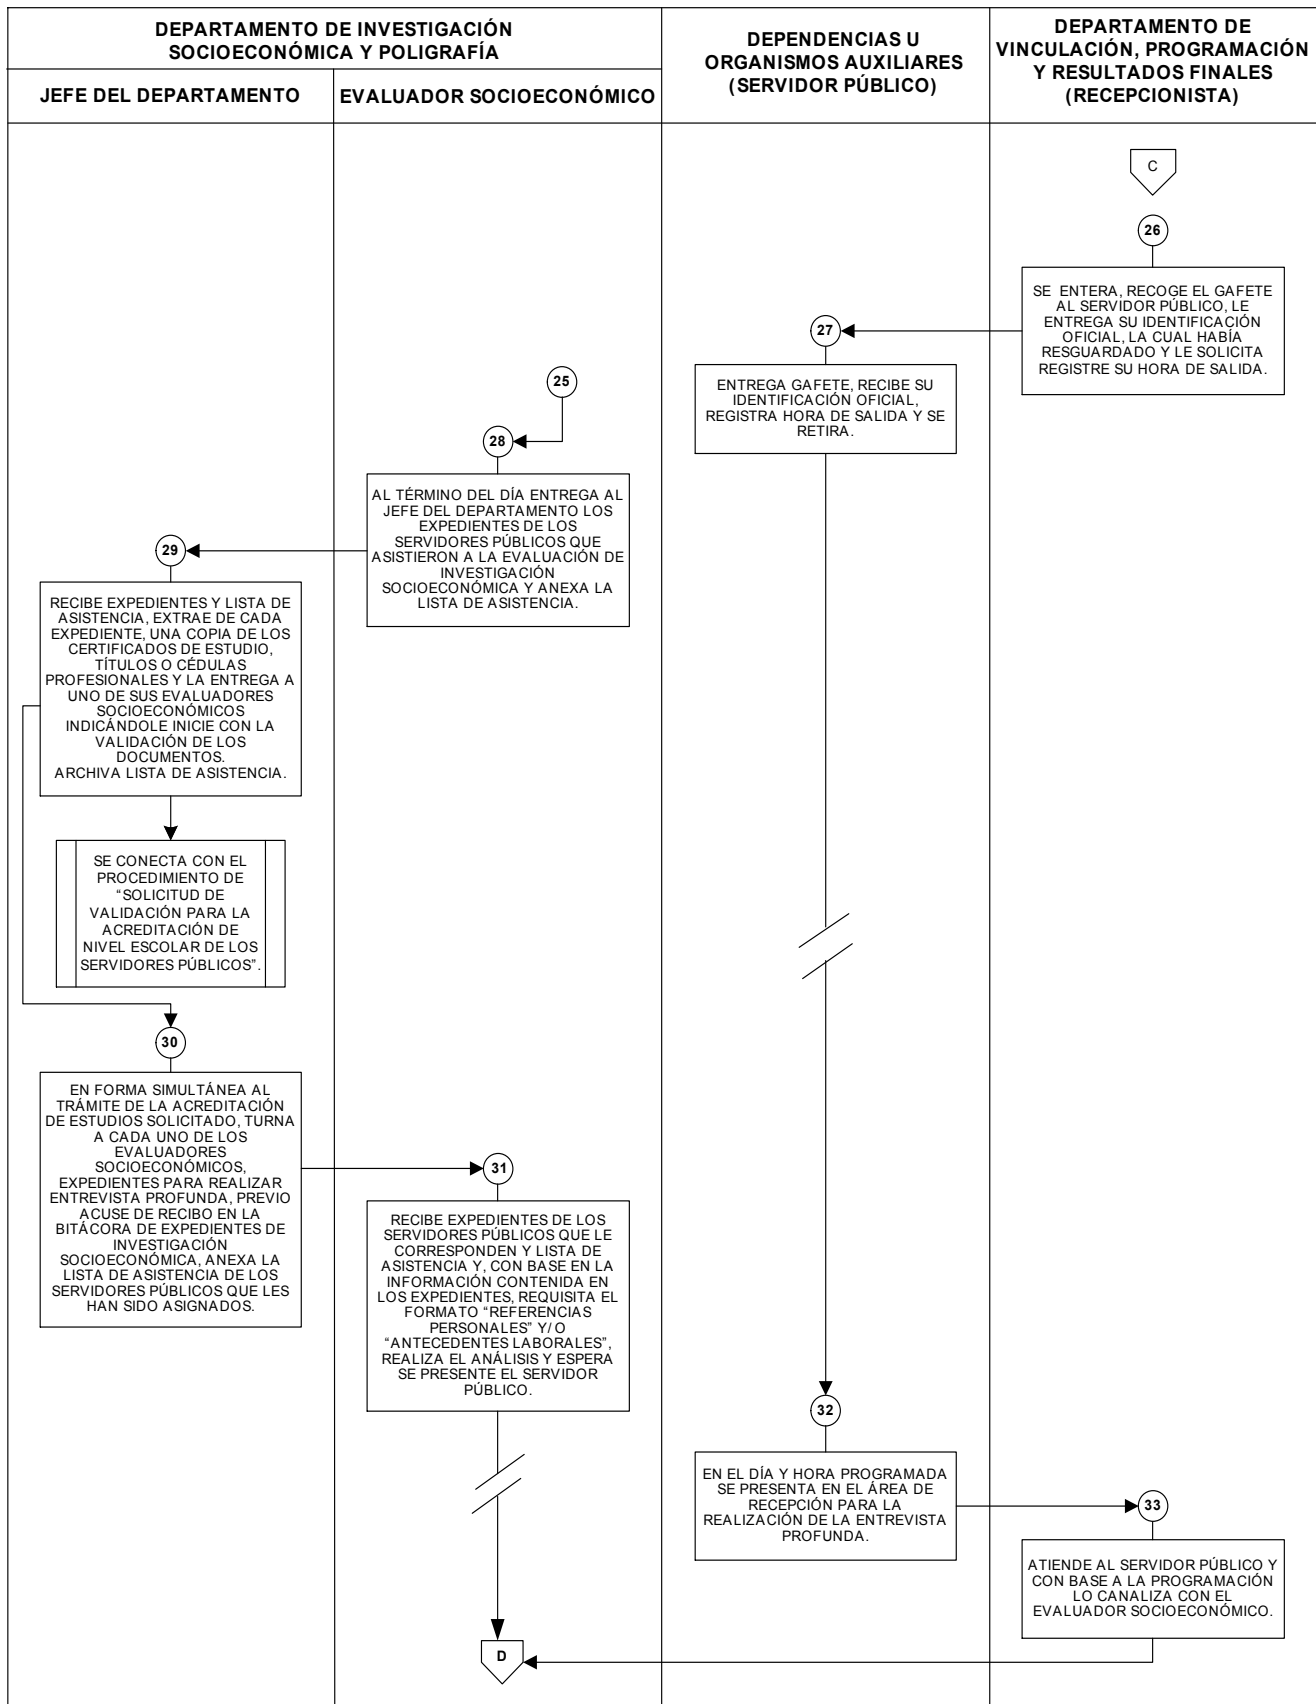 DEPARTAMENTO DE INVESTIGACIÓN
SOCIOECONÓMICA Y POLIGRAFÍA
JEFE DEL DEPARTAMENTO
EVALUADOR SOCIOECONÓMICO
DEPENDENCIAS U
ORGANISMOS AUXILIARES
(SERVIDOR PÚBLICO)
DEPARTAMENTO DE
VINCULACIÓN, PROGRAMACIÓN
Y RESULTADOS FINALES
(RECEPCIONISTA)
C
26
SE ENTERA, RECOGE EL GAFETE
AL SERVIDOR PÚBLICO, LE
ENTREGA SU IDENTIFICACIÓN
OFICIAL, LA CUAL HABÍA
RESGUARDADO Y LE SOLICITA
REGISTRE SU HORA DE SALIDA.
27
ENTREGA GAFETE, RECIBE SU
IDENTIFICACIÓN OFICIAL,
REGISTRA HORA DE SALIDA Y SE
RETIRA.
25
28
AL TÉRMINO DEL DÍA ENTREGA AL
JEFE DEL DEPARTAMENTO LOS
EXPEDIENTES DE LOS
SERVIDORES PÚBLICOS QUE
ASISTIERON A LA EVALUACIÓN DE
INVESTIGACIÓN
SOCIOECONÓMICA Y ANEXA LA
LISTA DE ASISTENCIA.
29
RECIBE EXPEDIENTES Y LISTA DE
ASISTENCIA, EXTRAE DE CADA
EXPEDIENTE, UNA COPIA DE LOS
CERTIFICADOS DE ESTUDIO,
TÍTULOS O CÉDULAS
PROFESIONALES Y LA ENTREGA A
UNO DE SUS EVALUADORES
SOCIOECONÓMICOS
INDICÁNDOLE INICIE CON LA
VALIDACIÓN DE LOS
DOCUMENTOS.
ARCHIVA LISTA DE ASISTENCIA.
SE CONECTA CON EL
PROCEDIMIENTO DE
“SOLICITUD DE
VALIDACIÓN PARA LA
ACREDITACIÓN DE
NIVEL ESCOLAR DE LOS
SERVIDORES PÚBLICOS”.
30
EN FORMA SIMULTÁNEA AL
TRÁMITE DE LA ACREDITACIÓN
DE ESTUDIOS SOLICITADO, TURNA
A CADA UNO DE LOS
EVALUADORES
SOCIOECONÓMICOS,
EXPEDIENTES PARA REALIZAR
ENTREVISTA PROFUNDA, PREVIO
ACUSE DE RECIBO EN LA
BITÁCORA DE EXPEDIENTES DE
INVESTIGACIÓN
SOCIOECONÓMICA, ANEXA LA
LISTA DE ASISTENCIA DE LOS
SERVIDORES PÚBLICOS QUE LES
HAN SIDO ASIGNADOS.
31
RECIBE EXPEDIENTES DE LOS
SERVIDORES PÚBLICOS QUE LE
CORRESPONDEN Y LISTA DE
ASISTENCIA Y, CON BASE EN LA
INFORMACIÓN CONTENIDA EN
LOS EXPEDIENTES, REQUISITA EL
FORMATO “REFERENCIAS
PERSONALES” Y/O
“ANTECEDENTES LABORALES”,
REALIZA EL ANÁLISIS Y ESPERA
SE PRESENTE EL SERVIDOR
PÚBLICO.
32
EN EL DÍA Y HORA PROGRAMADA
SE PRESENTA EN EL ÁREA DE
RECEPCIÓN PARA LA
REALIZACIÓN DE LA ENTREVISTA
PROFUNDA.
33
ATIENDE AL SERVIDOR PÚBLICO Y
CON BASE A LA PROGRAMACIÓN
LO CANALIZA CON EL
EVALUADOR SOCIOECONÓMICO.
D